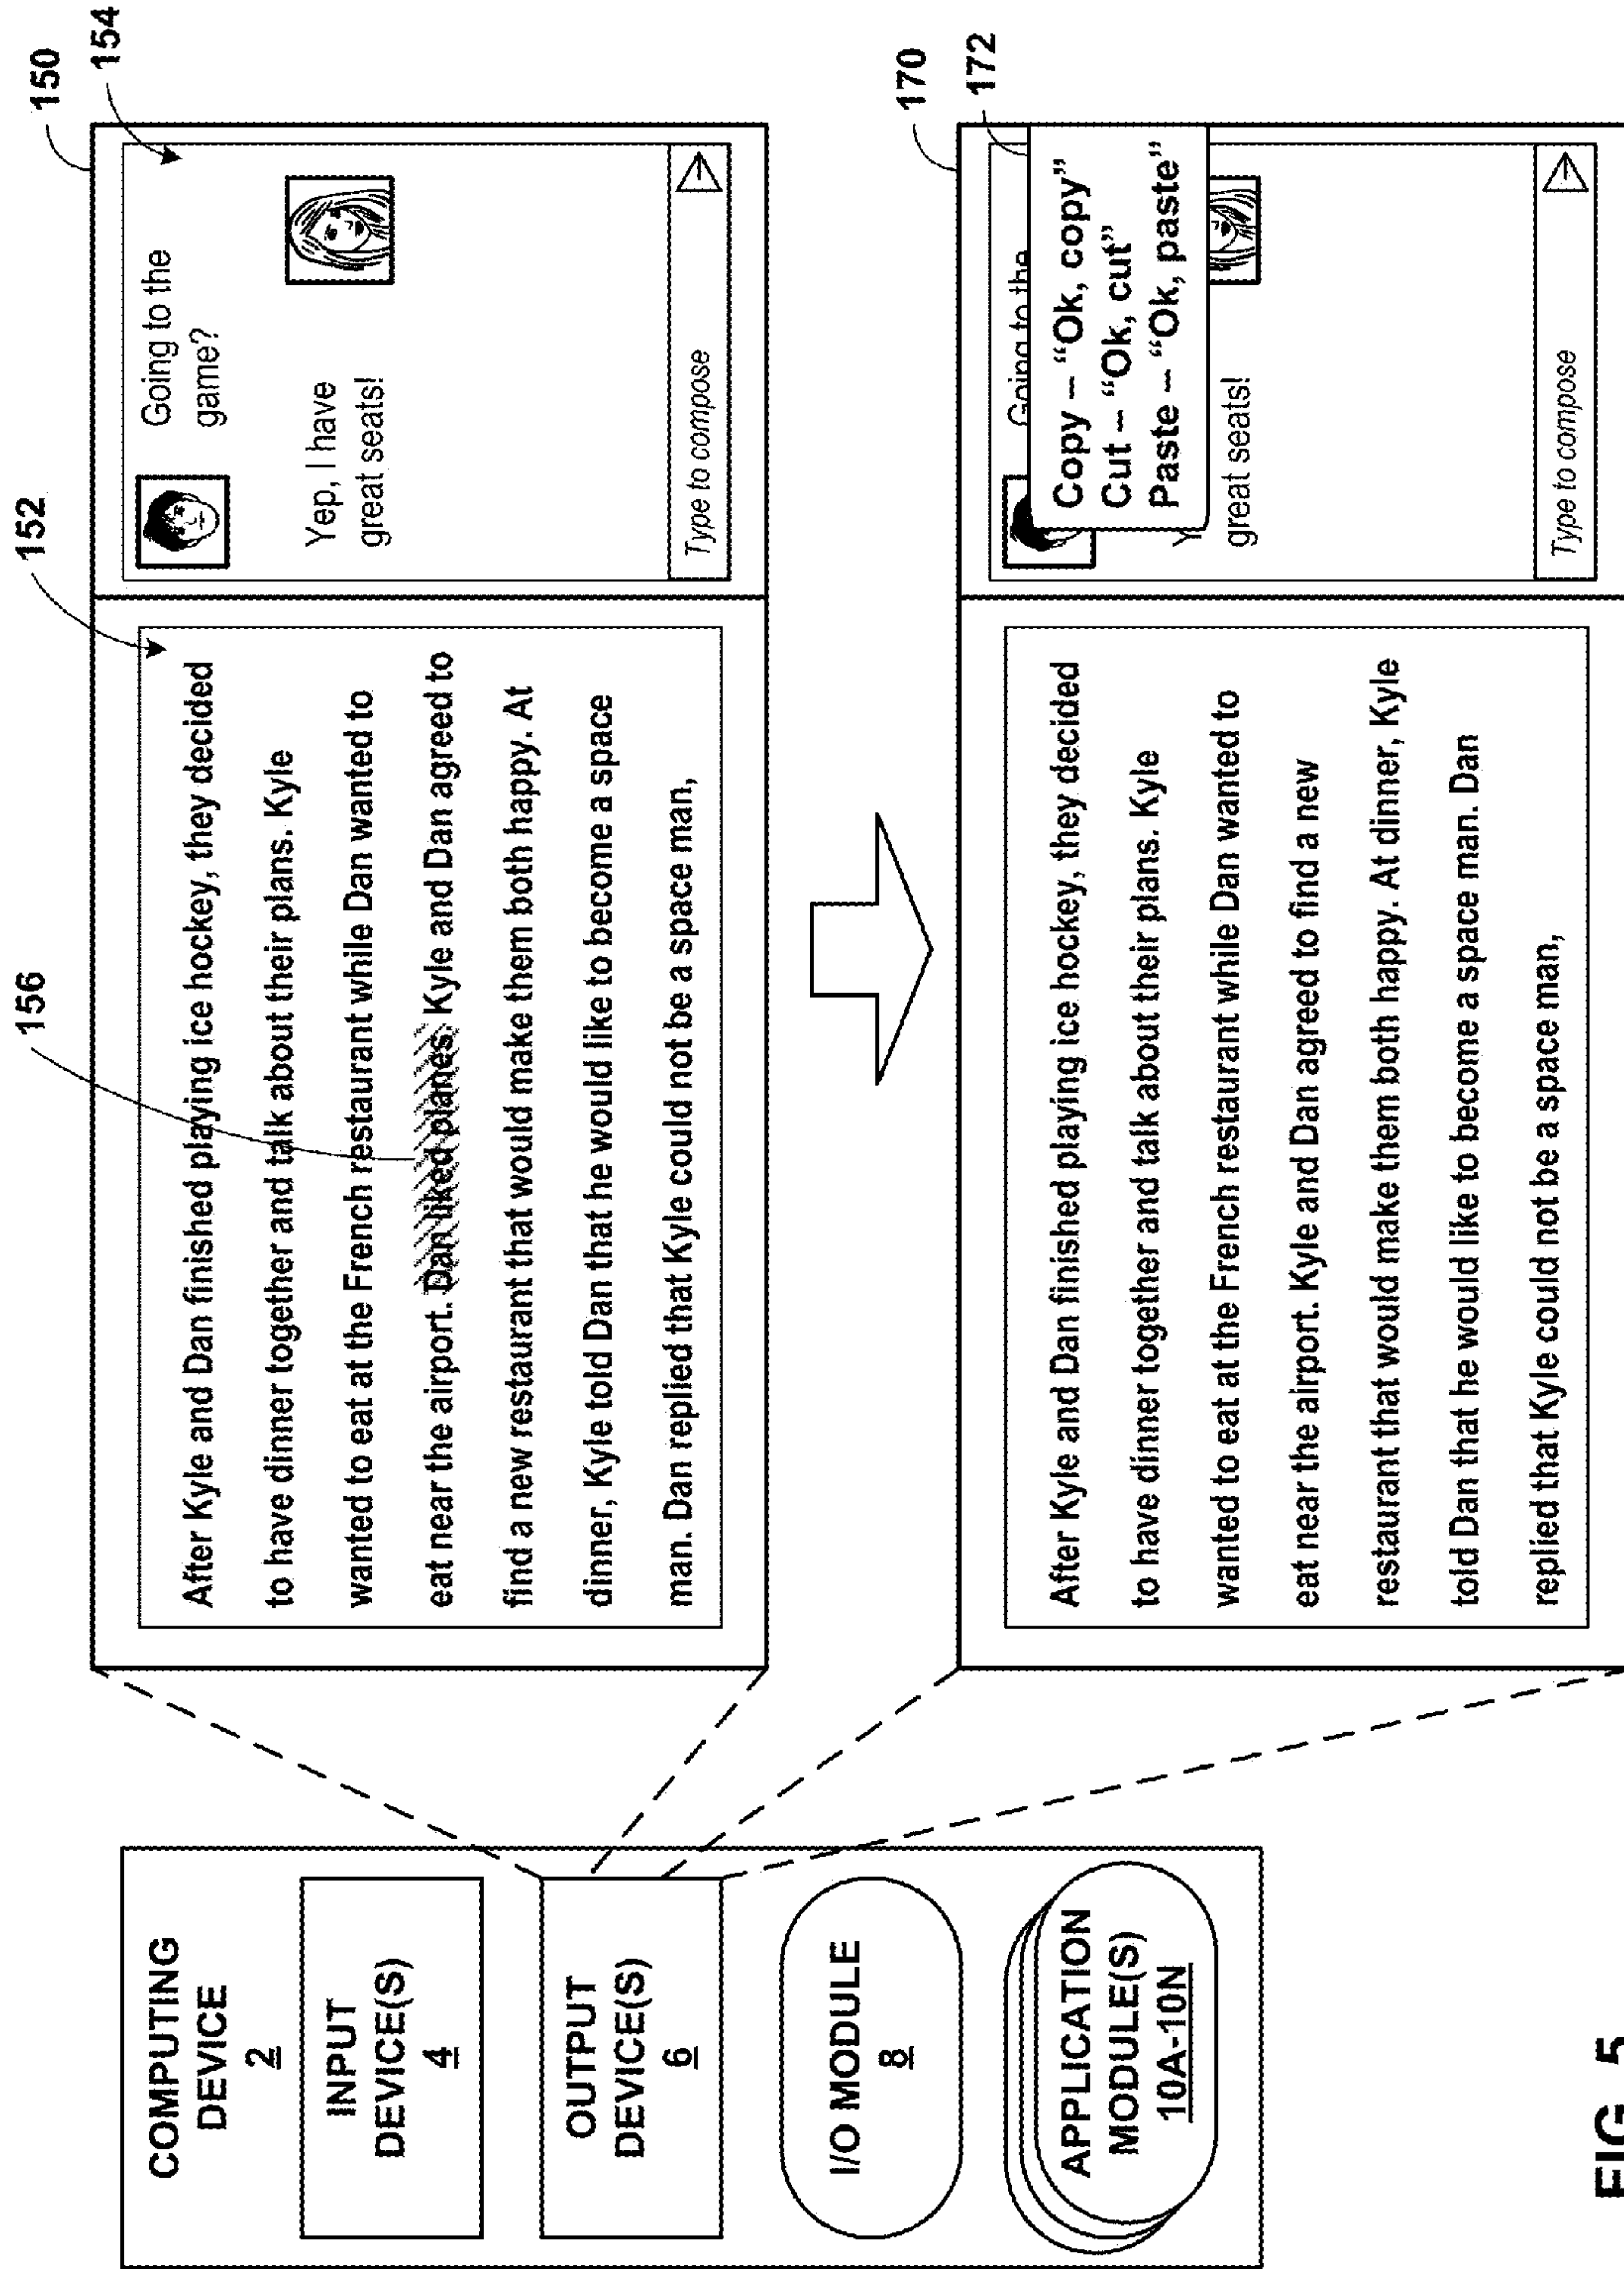 COMPUTING
DEVICE
2
INPUT
DEVICE(S)
4
OUTPUT
DEVICE(S)
6
I/O MODULE
8
APPLICATION
MODULE(S)
10A-10N
156
152
150
154
After Kyle and Dan finished playing ice hockey, they decided
to have dinner together and talk about their plans. Kyle
wanted to eat at the French restaurant while Dan wanted to
eat near the airport. Dan liked planes. Kyle and Dan agreed to
find a new restaurant that would make them both happy. At
dinner, Kyle told Dan that he would like to become a space
man. Dan replied that Kyle could not be a space man,
Going to the
game?
Yep, I have
great seats!
Type to compose
170
172
After Kyle and Dan finished playing ice hockey, they decided
to have dinner together and talk about their plans. Kyle
wanted to eat at the French restaurant while Dan wanted to
eat near the airport. Kyle and Dan agreed to find a new
restaurant that would make them both happy. At dinner, Kyle
told Dan that he would like to become a space man. Dan
replied that Kyle could not be a space man,
Going to the
Copy – “Ok, copy”
Cut – “Ok, cut”
Paste – “Ok, paste”
Y
great seats!
Type to compose
FIG. 5